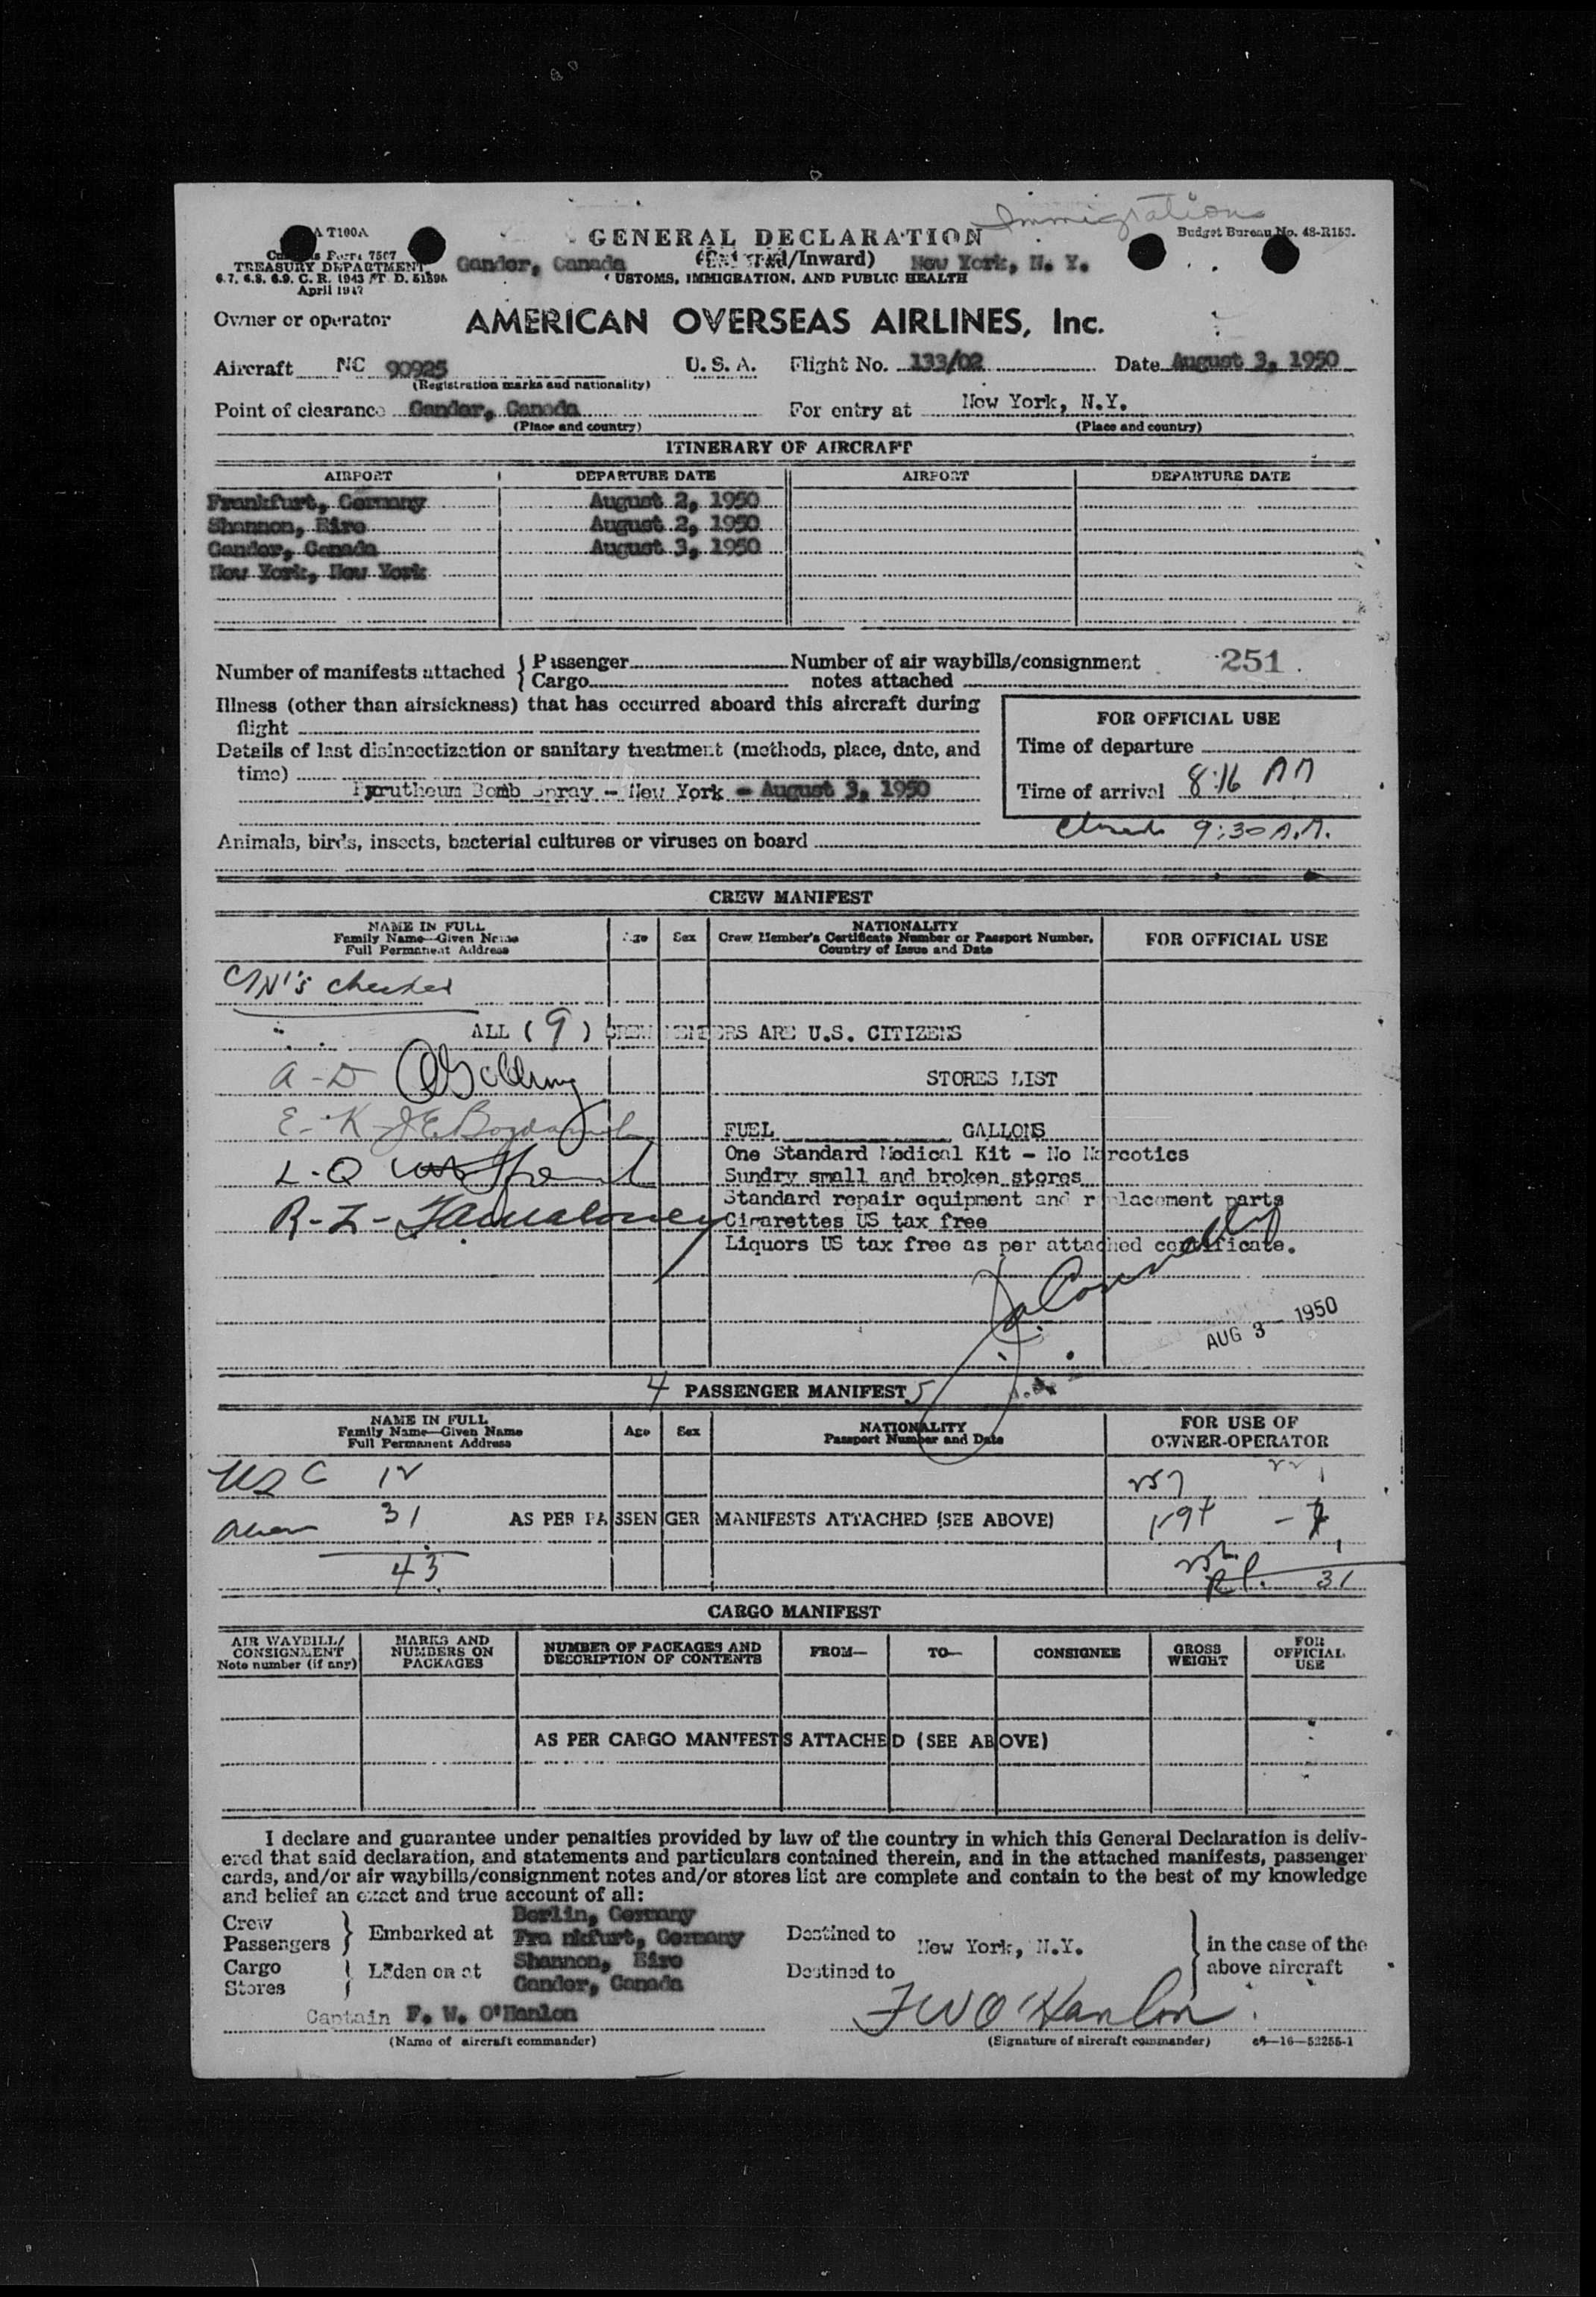 Immigration
A T100A
GENERAL DECLARATION
Budget Bureau No. 48-R153.
Customs Form 7507
TREASURY DEPARTMENT
Gander, Canada
(Outward/Inward)
New York, N. Y.
6.7, 6.8, 6.9, C. R. 1943 T. D. 51595
CUSTOMS, IMMIGRATION, AND PUBLIC HEALTH
April 1947
Owner or operator AMERICAN OVERSEAS AIRLINES, Inc.
Aircraft NC 90925 U. S. A. Flight No. 133/02 Date August 3, 1950
(Registration marks and nationality)
Point of clearance Gander, Canada For entry at New York, N.Y.
(Place and country) (Place and country)
ITINERARY OF AIRCRAFT
AIRPORT DEPARTURE DATE AIRPORT DEPARTURE DATE
Frankfurt, Germany August 2, 1950
Shannon, Eire August 2, 1950
Gander, Canada August 3, 1950
New York, New York
Number of manifests attached { Passenger Number of air waybills/consignment 251
Cargo notes attached
Illness (other than airsickness) that has occurred aboard this aircraft during
flight
FOR OFFICIAL USE
Details of last disinsectization or sanitary treatment (methods, place, date, and
Time of departure
time)
Pyrutheum Bomb Spray - New York - August 3, 1950
Time of arrival 8:16 AM
9:30 A.M.
Animals, birds, insects, bacterial cultures or viruses on board
CREW MANIFEST
NAME IN FULL
Family Name—Given Name
Full Permanent Address
Age Sex
NATIONALITY
Crew Member's Certificate Number or Passport Number,
Country of Issue and Date
FOR OFFICIAL USE
checked
ALL (9) CREW MEMBERS ARE U.S. CITIZENS
A-D
STORES LIST
E-K
FUEL GALLONS
One Standard Medical Kit - No Narcotics
L-Q
Sundry small and broken stores
Standard repair equipment and replacement parts
R-Z
Cigarettes US tax free
Liquors US tax free as per attached certificate.
AUG 3 1950
4 PASSENGER MANIFEST 5
NAME IN FULL
Family Name—Given Name
Full Permanent Address
Age Sex
NATIONALITY
Passport Number and Date
FOR USE OF
OWNER-OPERATOR
USC 12
Alien 31 AS PER PASSENGER MANIFESTS ATTACHED (SEE ABOVE)
43
31
CARGO MANIFEST
AIR WAYBILL/
CONSIGNMENT
Note number (if any)
MARKS AND
NUMBERS ON
PACKAGES
NUMBER OF PACKAGES AND
DESCRIPTION OF CONTENTS
FROM— TO— CONSIGNEE
GROSS
WEIGHT
FOR
OFFICIAL
USE
AS PER CARGO MANIFESTS ATTACHED (SEE ABOVE)
I declare and guarantee under penalties provided by law of the country in which this General Declaration is deliv-
ered that said declaration, and statements and particulars contained therein, and in the attached manifests, passenger
cards, and/or air waybills/consignment notes and/or stores list are complete and contain to the best of my knowledge
and belief an exact and true account of all:
Crew
Passengers
Embarked at
Berlin, Germany
Frankfurt, Germany
Destined to New York, N.Y.
in the case of the
above aircraft
Cargo
Stores
Laden on at
Shannon, Eire
Gander, Canada
Destined to
Captain F. W. O'Hanlon
F W O'Hanlon
(Name of aircraft commander) (Signature of aircraft commander) 16—52255-1